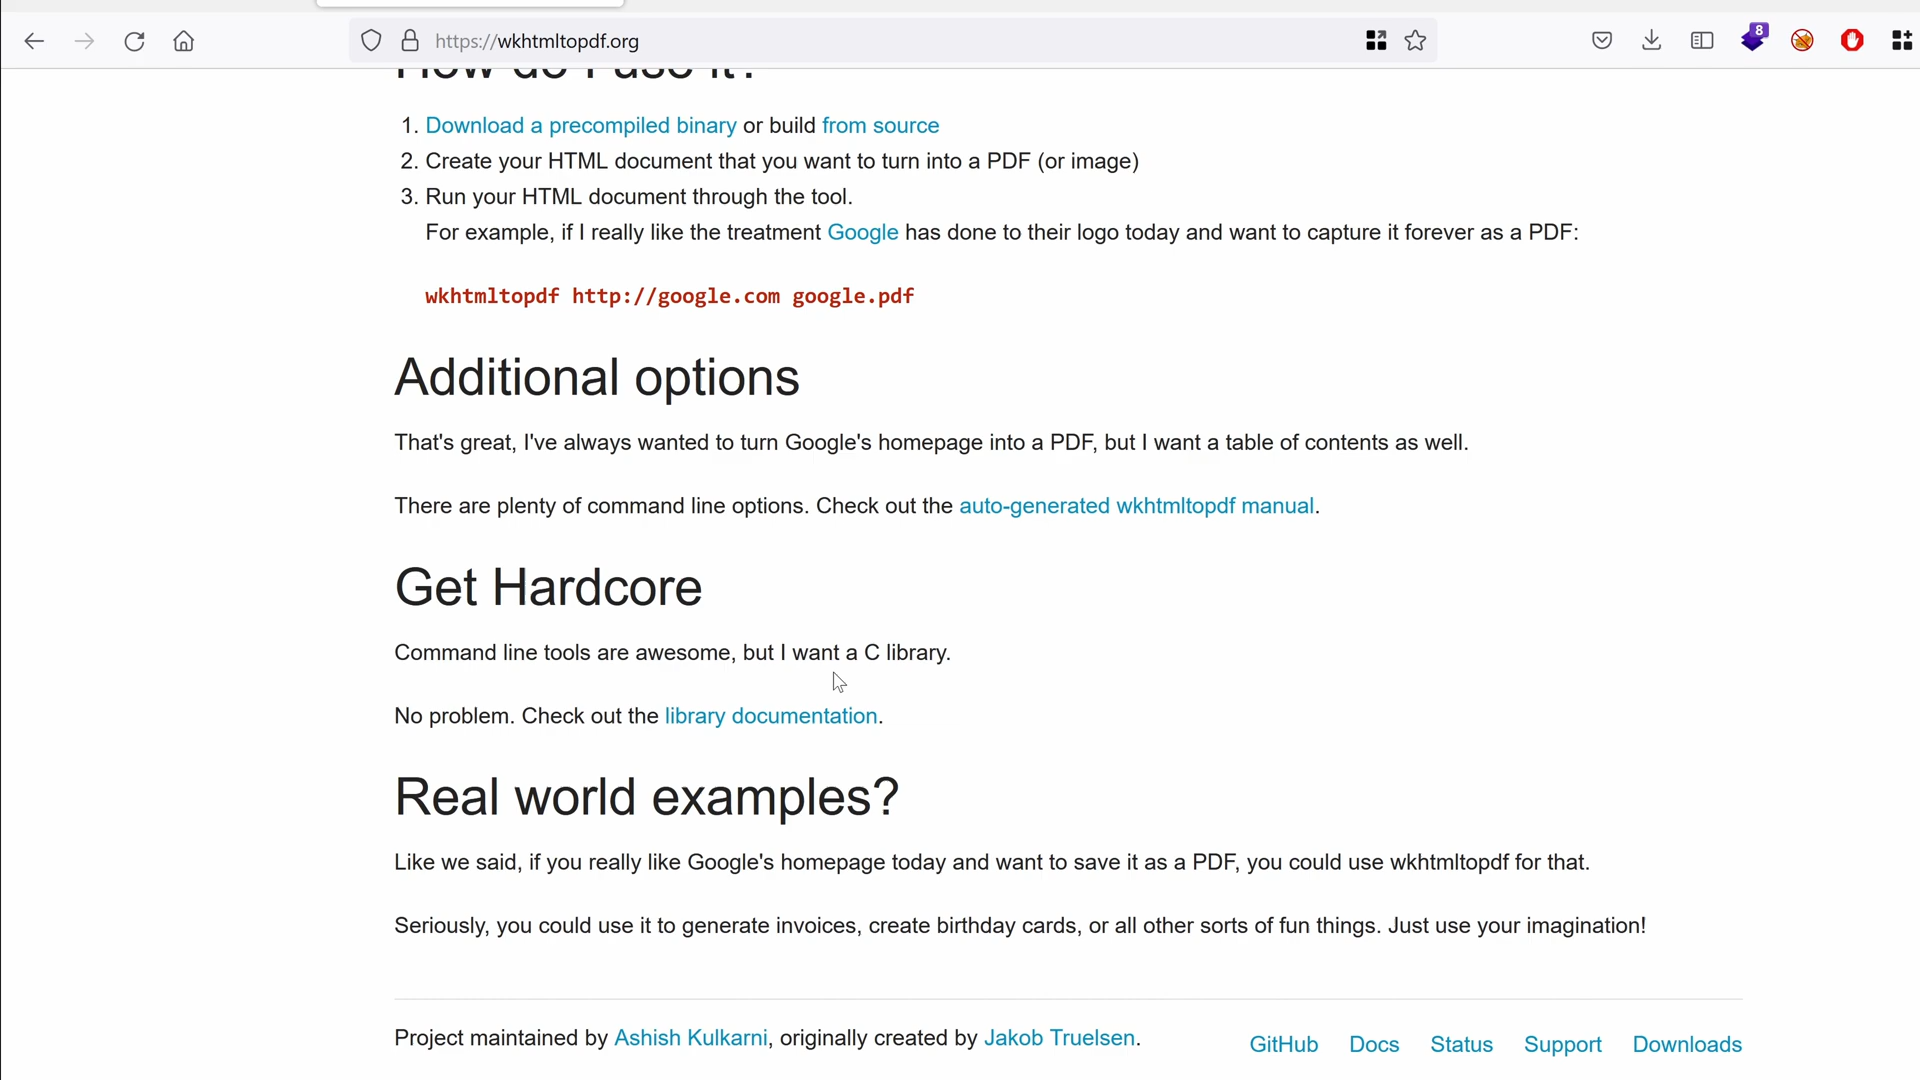 https://wkhtmltopdf.org
8
How do I use it?
1. Download a precompiled binary or build from source
2. Create your HTML document that you want to turn into a PDF (or image)
3. Run your HTML document through the tool.
For example, if I really like the treatment Google has done to their logo today and want to capture it forever as a PDF:
wkhtmltopdf http://google.com google.pdf
Additional options
That's great, I've always wanted to turn Google's homepage into a PDF, but I want a table of contents as well.
There are plenty of command line options. Check out the auto-generated wkhtmltopdf manual.
Get Hardcore
Command line tools are awesome, but I want a C library.
No problem. Check out the library documentation.
Real world examples?
Like we said, if you really like Google's homepage today and want to save it as a PDF, you could use wkhtmltopdf for that.
Seriously, you could use it to generate invoices, create birthday cards, or all other sorts of fun things. Just use your imagination!
Project maintained by Ashish Kulkarni, originally created by Jakob Truelsen.
GitHub Docs Status Support Downloads